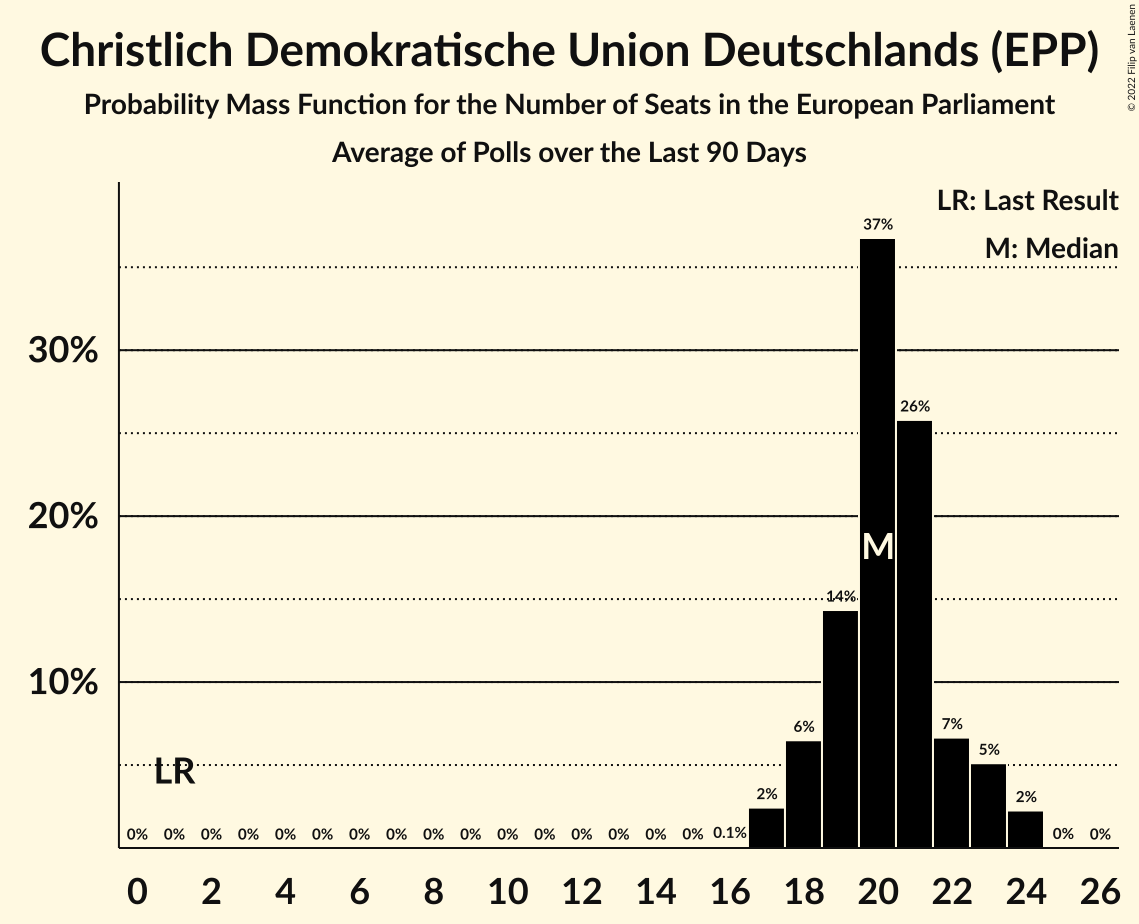 Christlich Demokratische Union Deutschlands (EPP)
Probability Mass Function for the Number of Seats in the European Parliament
Average of Polls over the Last 90 Days
© 2022 Filip van Laenen
LR: Last Result
M: Median
37%
30%
26%
20%
M
14%
10%
LR
6%
7%
5%
2%
2%
0% 0% 0% 0% 0% 0% 0% 0% 0% 0% 0% 0% 0% 0% 0% 0% 0.1% 0% 0%
0 2 4 6 8 10 12 14 16 18 20 22 24 26